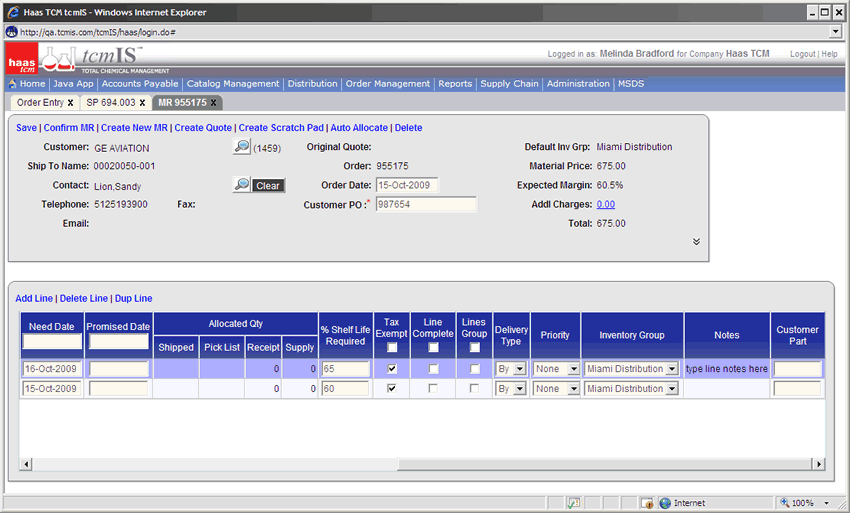 Haas TCM tcmIS - Windows Internet Explorer
http://qa.tcmis.com/tcmIS/haas/login.do#
haas tcm tcmIS™ TOTAL CHEMICAL MANAGEMENT
Logged in as: Melinda Bradford for Company Haas TCM Logout | Help
Home | Java App | Accounts Payable | Catalog Management | Distribution | Order Management | Reports | Supply Chain | Administration | MSDS
Order Entry x SP 694.003 x MR 955175 x
Save | Confirm MR | Create New MR | Create Quote | Create Scratch Pad | Auto Allocate | Delete
Customer: GE AVIATION (1459) Original Quote: Default Inv Grp: Miami Distribution
Ship To Name: 00020050-001 Order: 955175 Material Price: 675.00
Contact: Lion,Sandy Clear Order Date: 15-Oct-2009 Expected Margin: 60.5%
Telephone: 5125193900 Fax: Customer PO :* 987654 Addl Charges: 0.00
Email: Total: 675.00
Add Line | Delete Line | Dup Line
Need Date Promised Date Allocated Qty Shipped Pick List Receipt Supply % Shelf Life Required Tax Exempt Line Complete Lines Group Delivery Type Priority Inventory Group Notes Customer Part
16-Oct-2009 0 0 65 By None Miami Distribution type line notes here
15-Oct-2009 0 0 60 By None Miami Distribution
Internet 100%